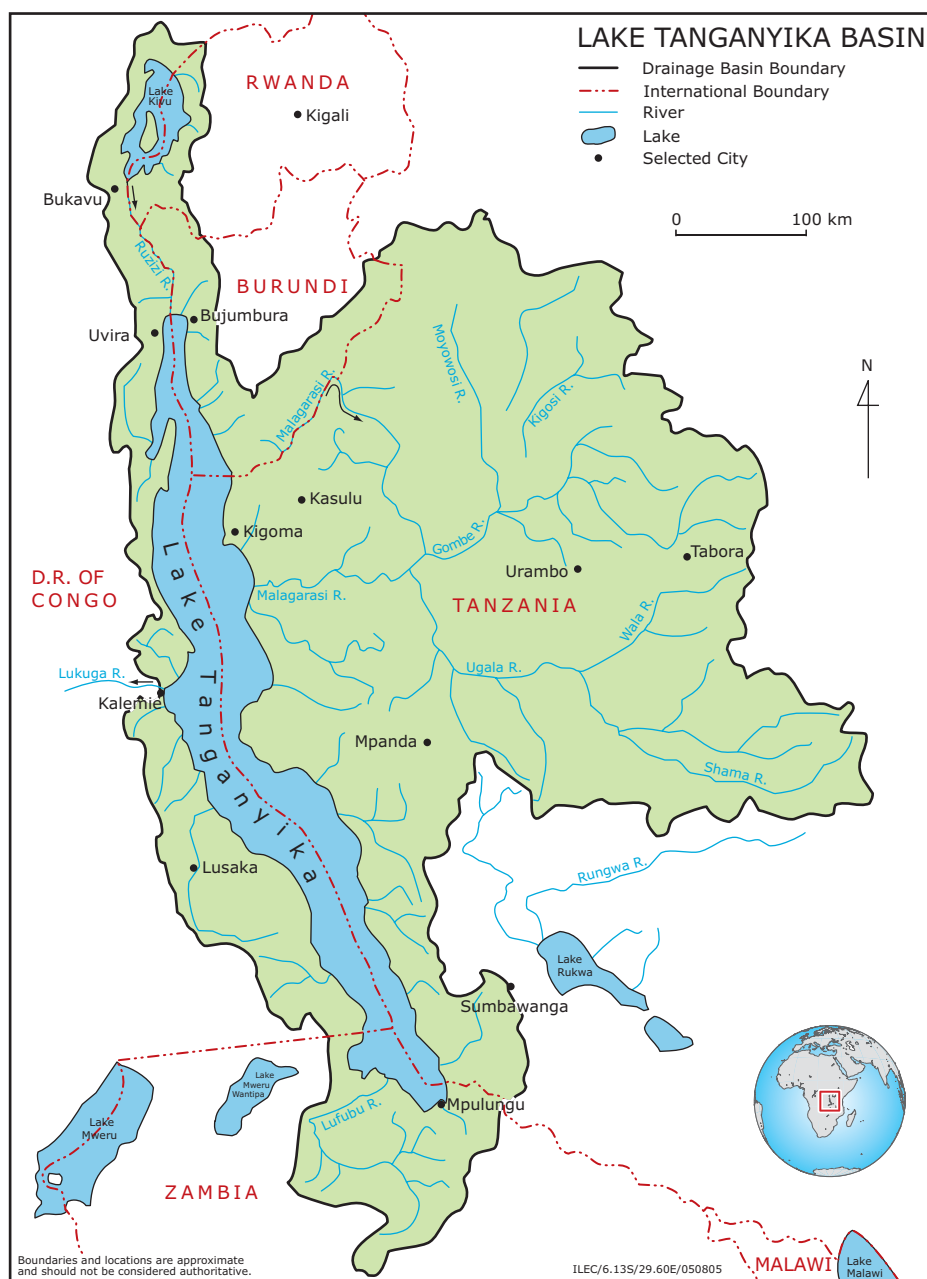 LAKE TANGANYIKA BASIN
Drainage Basin Boundary
International Boundary
River
Lake
Selected City
0 100 km
N
Lake
Kivu
RWANDA
Kigali
Bukavu
Ruzizi R.
BURUNDI
Bujumbura
Uvira
Malagarasi R.
Moyowosi R.
Kigosi R.
Kasulu
Kigoma
Gombe R.
Urambo
Tabora
D.R. OF
CONGO
Malagarasi R.
TANZANIA
Wala R.
Lake Tanganyika
Lukuga R.
Kalemie
Ugala R.
Mpanda
Shama R.
Lusaka
Rungwa R.
Lake
Rukwa
Sumbawanga
Lake
Mweru
Wantipa
Lake
Mweru
Lufubu R.
Mpulungu
ZAMBIA
MALAWI
Lake
Malawi
Boundaries and locations are approximate
and should not be considered authoritative.
ILEC/6.13S/29.60E/050805